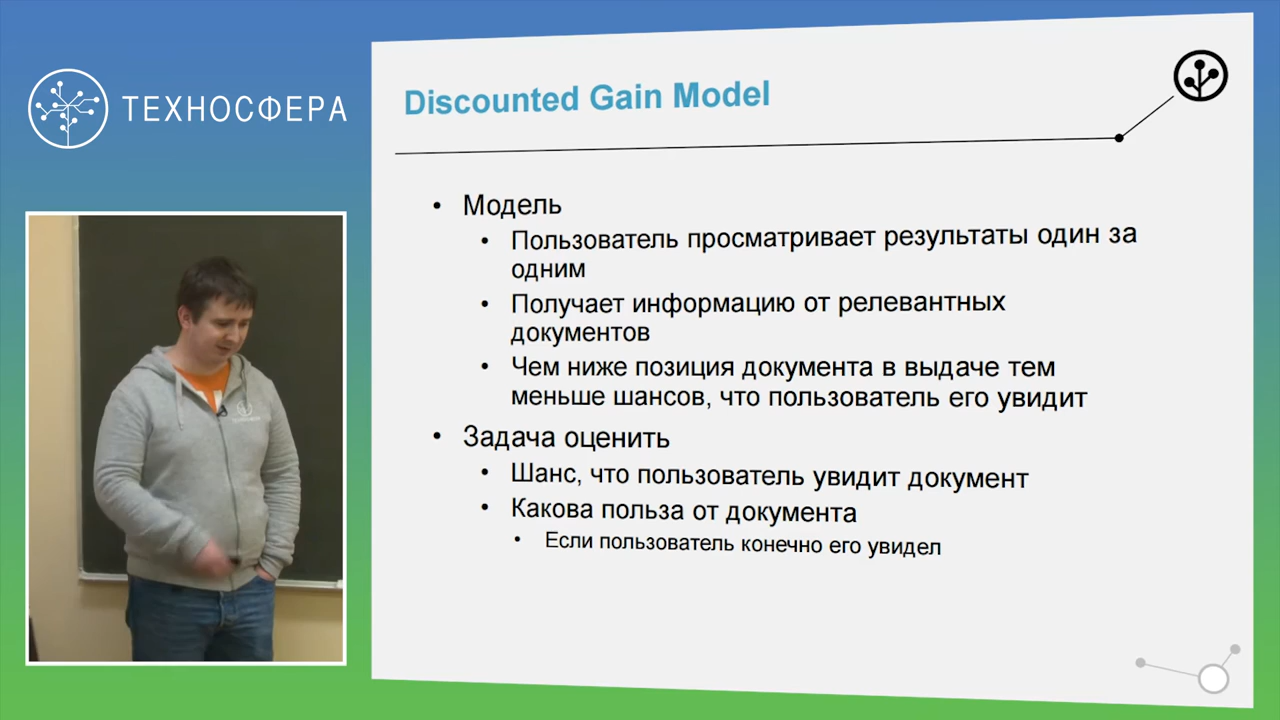 ТЕХНОСФЕРА
Discounted Gain Model
• Модель
• Пользователь просматривает результаты один за
одним
• Получает информацию от релевантных
документов
• Чем ниже позиция документа в выдаче тем
меньше шансов, что пользователь его увидит
• Задача оценить
• Шанс, что пользователь увидит документ
• Какова польза от документа
• Если пользователь конечно его увидел